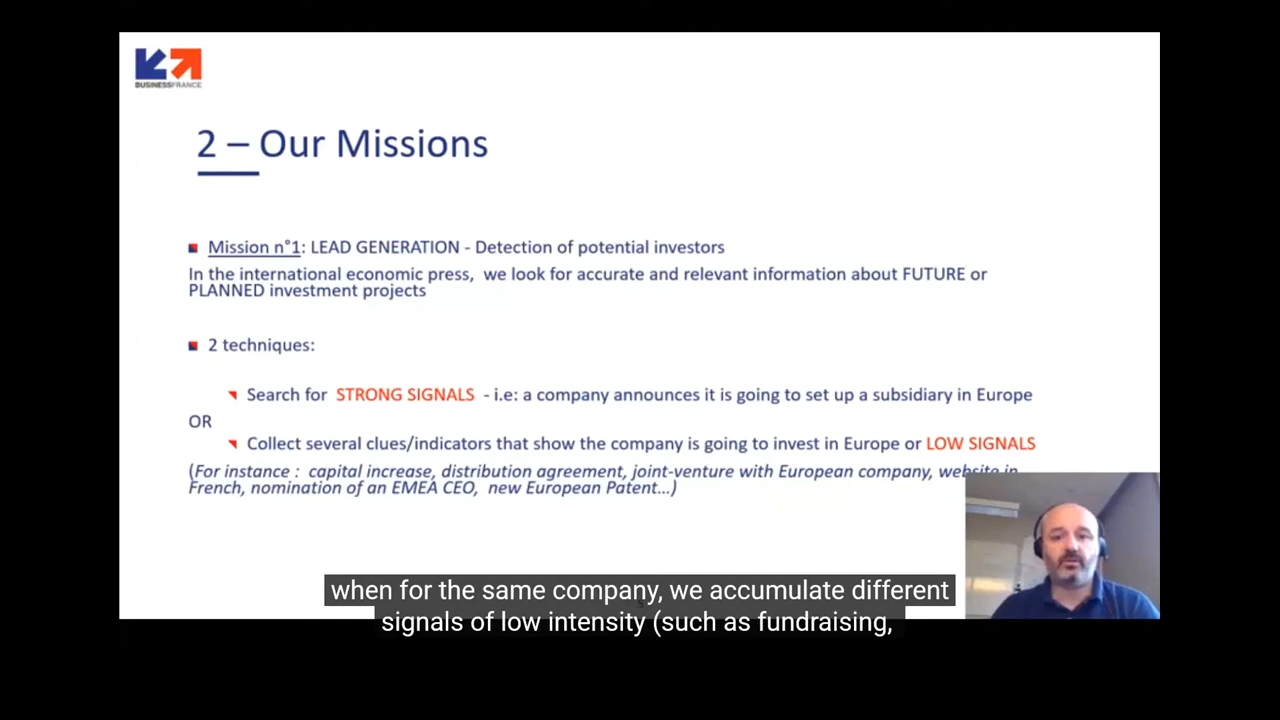 BUSINESSFRANCE
2 – Our Missions
Mission n°1: LEAD GENERATION - Detection of potential investors
In the international economic press, we look for accurate and relevant information about FUTURE or
PLANNED investment projects
2 techniques:
Search for STRONG SIGNALS - i.e: a company announces it is going to set up a subsidiary in Europe
OR
Collect several clues/indicators that show the company is going to invest in Europe or LOW SIGNALS
(For instance : capital increase, distribution agreement, joint-venture with European company, website in
French, nomination of an EMEA CEO, new European Patent...)
when for the same company, we accumulate different
signals of low intensity (such as fundraising,